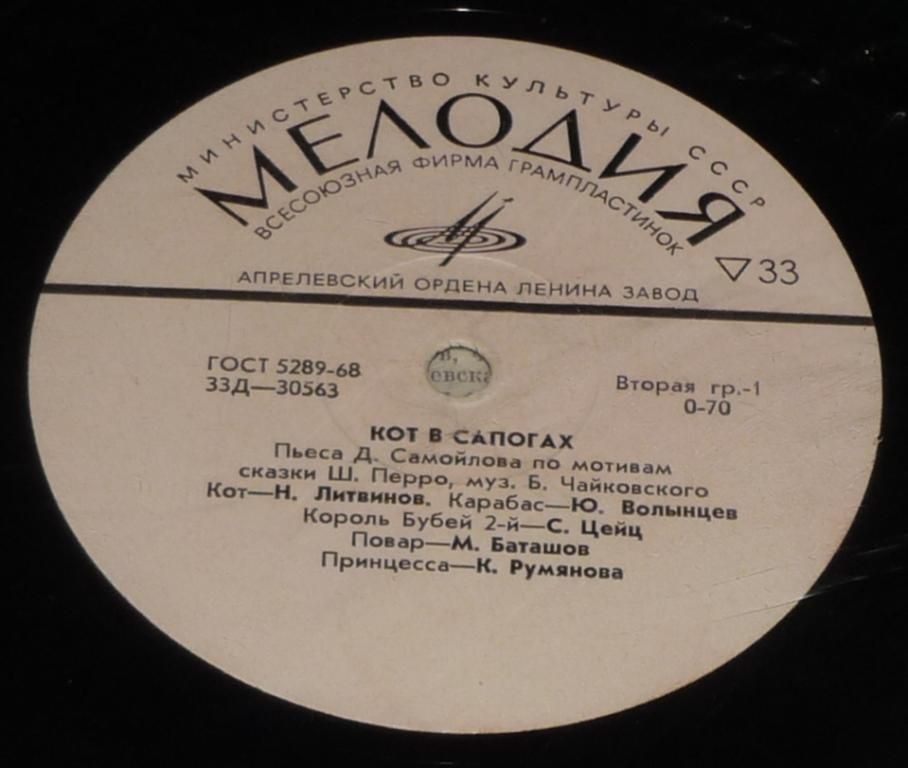 МИНИСТЕРСТВО КУЛЬТУРЫ СССР
МЕЛОДИЯ
ВСЕСОЮЗНАЯ ФИРМА ГРАМПЛАСТИНОК
▽33
АПРЕЛЕВСКИЙ ОРДЕНА ЛЕНИНА ЗАВОД
ГОСТ 5289-68
33Д—30563
Вторая гр.-1
0-70
КОТ В САПОГАХ
Пьеса Д. Самойлова по мотивам
сказки Ш. Перро, муз. Б. Чайковского
Кот—Н. Литвинов. Карабас—Ю. Волынцев
Король Бубей 2-й—С. Цейц
Повар—М. Баташов
Принцесса—К. Румянова